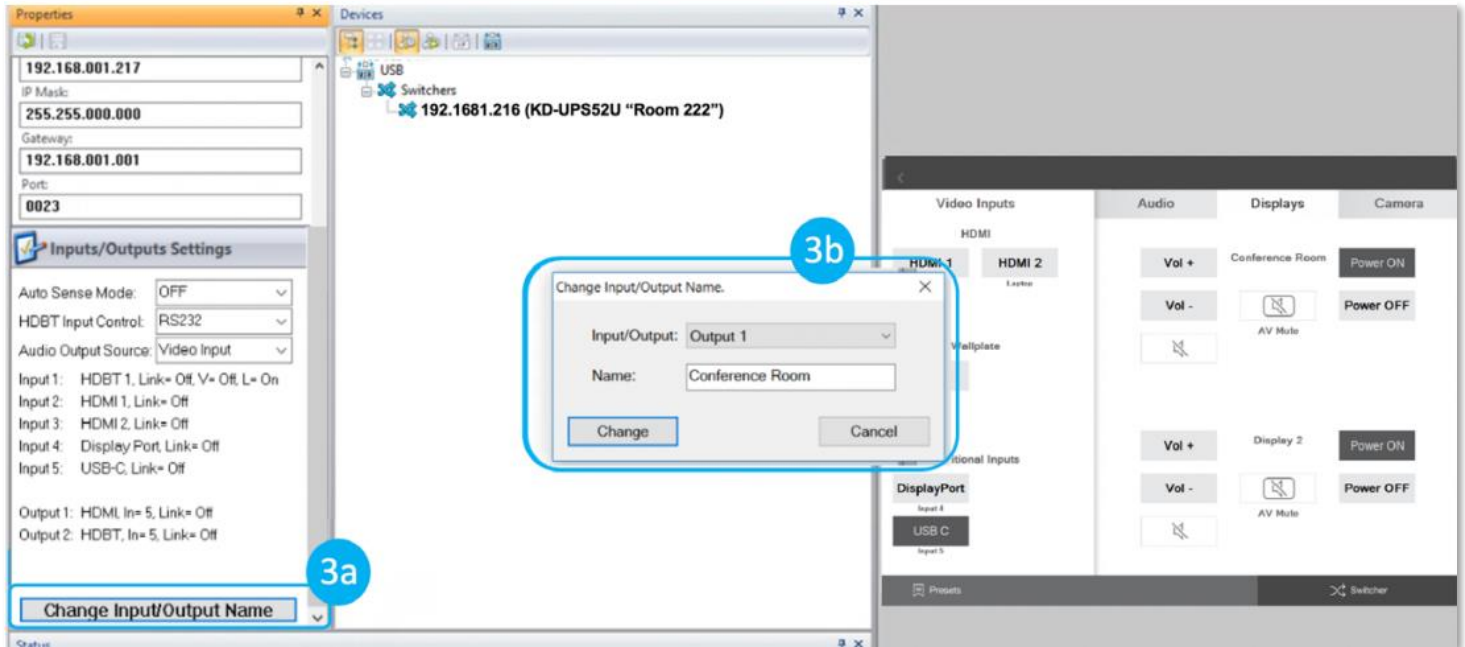 Properties
192.168.001.217
IP Mask:
255.255.000.000
Gateway:
192.168.001.001
Port:
0023
Inputs/Outputs Settings
Auto Sense Mode: OFF
HDBT Input Control: RS232
Audio Output Source: Video Input
Input 1: HDBT 1, Link= Off, V= Off, L= On
Input 2: HDMI 1, Link= Off
Input 3: HDMI 2, Link= Off
Input 4: Display Port, Link= Off
Input 5: USB-C, Link= Off
Output 1: HDMI, In= 5, Link= Off
Output 2: HDBT, In= 5, Link= Off
3a
Change Input/Output Name
Status
Devices
USB
Switchers
192.1681.216 (KD-UPS52U “Room 222”)
3b
Change Input/Output Name.
Input/Output: Output 1
Name: Conference Room
Change Cancel
Video Inputs Audio Displays Camera
HDMI
HDMI 1 HDMI 2
Laptop
Wallplate
Inputs
DisplayPort
Input 4
USB C
Input 5
Vol + Conference Room Power ON
Vol - Power OFF
AV Mute
Vol + Display 2 Power ON
Vol - Power OFF
AV Mute
Presets Switcher